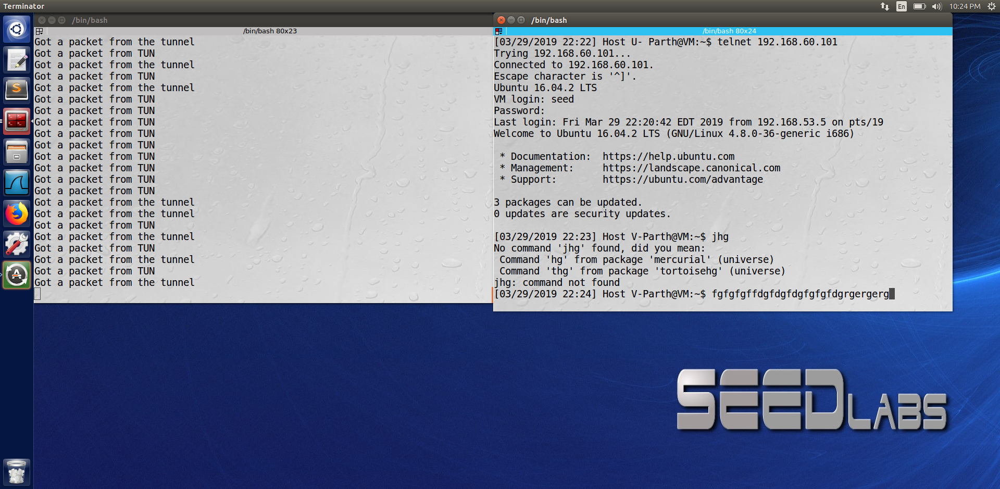 Terminator
En
10:24 PM
/bin/bash
/bin/bash 80x23
Got a packet from the tunnel
Got a packet from TUN
Got a packet from the tunnel
Got a packet from TUN
Got a packet from the tunnel
Got a packet from TUN
Got a packet from TUN
Got a packet from TUN
Got a packet from TUN
Got a packet from TUN
Got a packet from TUN
Got a packet from TUN
Got a packet from TUN
Got a packet from TUN
Got a packet from the tunnel
Got a packet from the tunnel
Got a packet from TUN
Got a packet from the tunnel
Got a packet from TUN
Got a packet from the tunnel
Got a packet from TUN
Got a packet from the tunnel
/bin/bash
/bin/bash 80x24
[03/29/2019 22:22] Host U- Parth@VM:~$ telnet 192.168.60.101
Trying 192.168.60.101...
Connected to 192.168.60.101.
Escape character is '^]'.
Ubuntu 16.04.2 LTS
VM login: seed
Password:
Last login: Fri Mar 29 22:20:42 EDT 2019 from 192.168.53.5 on pts/19
Welcome to Ubuntu 16.04.2 LTS (GNU/Linux 4.8.0-36-generic i686)
* Documentation:  https://help.ubuntu.com
* Management:     https://landscape.canonical.com
* Support:        https://ubuntu.com/advantage
3 packages can be updated.
0 updates are security updates.
[03/29/2019 22:23] Host V-Parth@VM:~$ jhg
No command 'jhg' found, did you mean:
Command 'hg' from package 'mercurial' (universe)
Command 'thg' from package 'tortoisehg' (universe)
jhg: command not found
[03/29/2019 22:24] Host V-Parth@VM:~$ fgfgfgffdgfdgfdgfgfgfdgrgergerg
SEED LABS